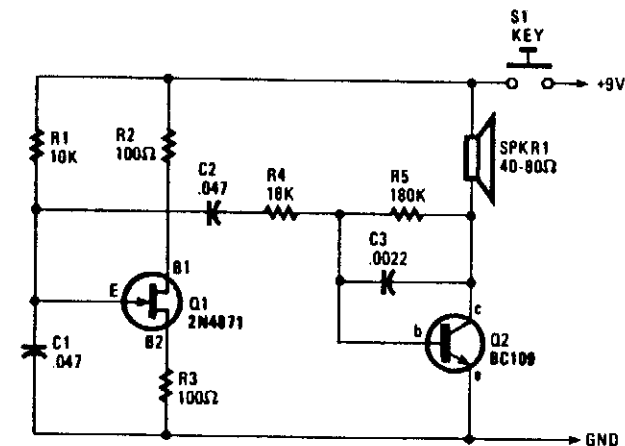 S1
KEY
+9V
R1
10K
R2
100Ω
C2
.047
R4
18K
R5
180K
SPKR1
40-80Ω
C3
.0022
B1
E
Q1
2N4871
B2
C1
.047
R3
100Ω
b
c
Q2
BC109
e
GND